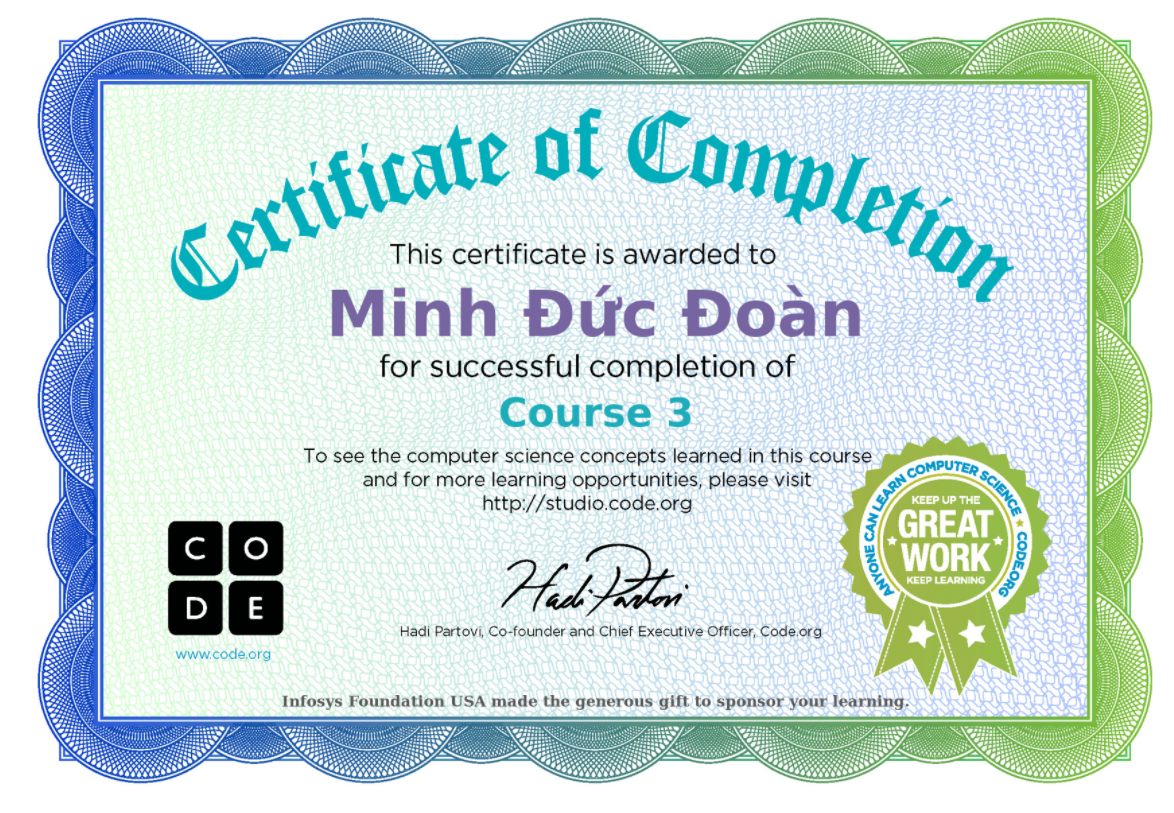 Certificate of Completion
This certificate is awarded to
Minh Đức Đoàn
for successful completion of
Course 3
To see the computer science concepts learned in this course
and for more learning opportunities, please visit
http://studio.code.org
ANYONE CAN LEARN COMPUTER SCIENCE ★ CODE.ORG
KEEP UP THE
GREAT
WORK
KEEP LEARNING
C O
D E
www.code.org
Hadi Partovi
Hadi Partovi, Co-founder and Chief Executive Officer, Code.org
Infosys Foundation USA made the generous gift to sponsor your learning.